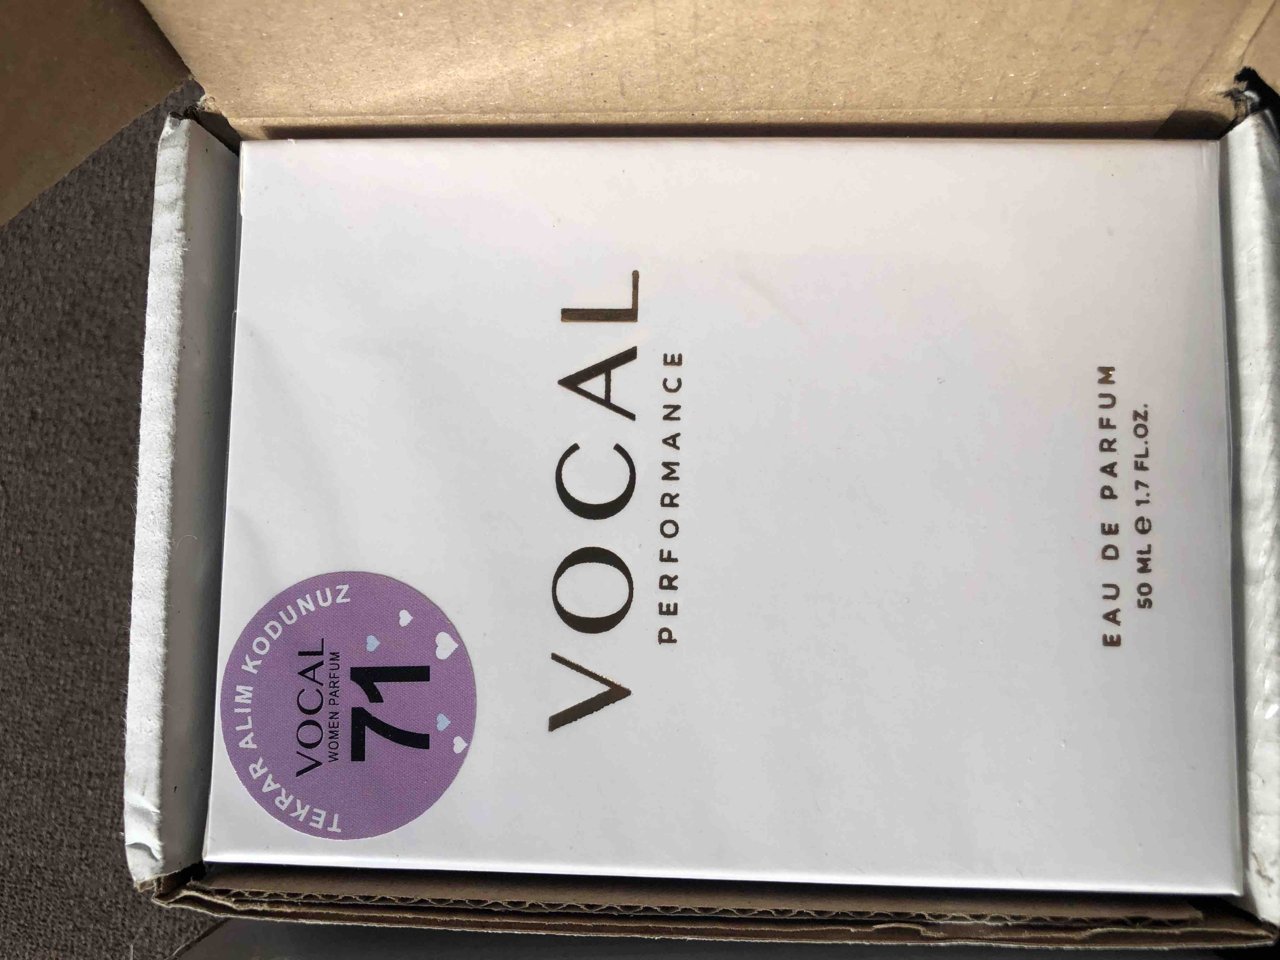 TEKRAR ALIM KODUNUZ
VOCAL
WOMEN PARFUM
71
VOCAL
PERFORMANCE
EAU DE PARFUM
50 ML e 1.7 FL.OZ.